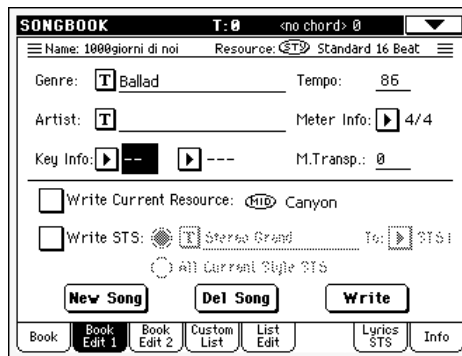 SONGBOOK T:0 <no chord> 0
Name: 1000giorni di noi Resource: STY Standard 16 Beat
Genre: T Ballad Tempo: 86
Artist: T Meter Info: 4/4
Key Info: -- --- M.Transp.: 0
Write Current Resource: MID Canyon
Write STS: T Stereo Grand To: STS1
All Current Style STS
New Song Del Song Write
Book Book Edit 1 Book Edit 2 Custom List List Edit Lyrics STS Info